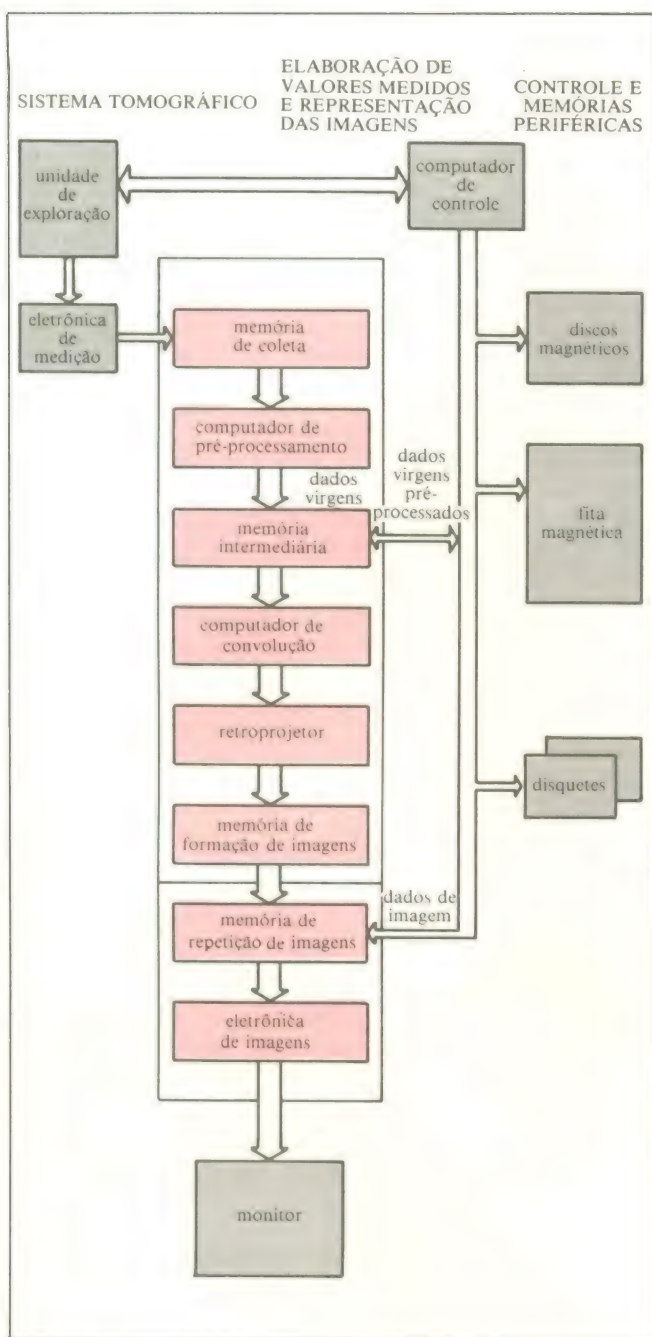 SISTEMA TOMOGRÁFICO
ELABORAÇÃO DE
VALORES MEDIDOS
E REPRESENTAÇÃO
DAS IMAGENS
CONTROLE E
MEMÓRIAS
PERIFÉRICAS
unidade
de
exploração
computador
de
controle
eletrônica
de
medição
memória
de coleta
discos
magnéticos
computador de
pré-processamento
dados
virgens
dados
virgens
pré-
processados
memória
intermediária
fita
magnética
computador de
convolução
retroprojetor
disquetes
memória de
formação de imagens
dados de
imagem
memória de
repetição de imagens
eletrônica
de imagens
monitor